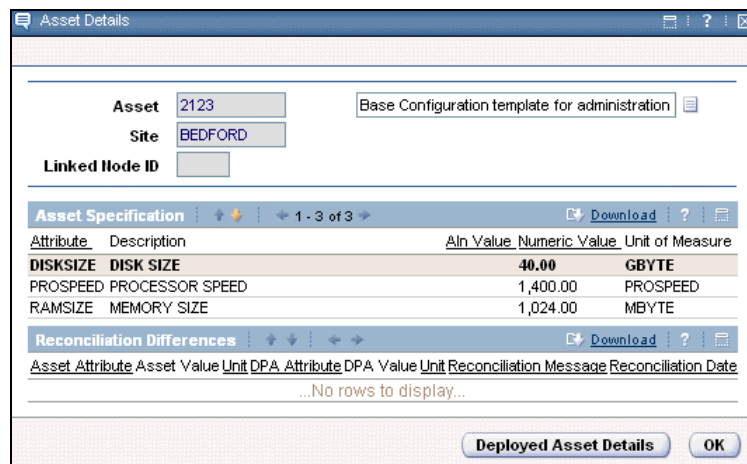 Asset Details ?
Asset 2123 Base Configuration template for administration
Site BEDFORD
Linked Node ID
Asset Specification 1 - 3 of 3 Download ?
Attribute Description Aln Value Numeric Value Unit of Measure
DISKSIZE DISK SIZE 40.00 GBYTE
PROSPEED PROCESSOR SPEED 1,400.00 PROSPEED
RAMSIZE MEMORY SIZE 1,024.00 MBYTE
Reconciliation Differences Download ?
Asset Attribute Asset Value Unit DPA Attribute DPA Value Unit Reconciliation Message Reconciliation Date
...No rows to display...
Deployed Asset Details OK